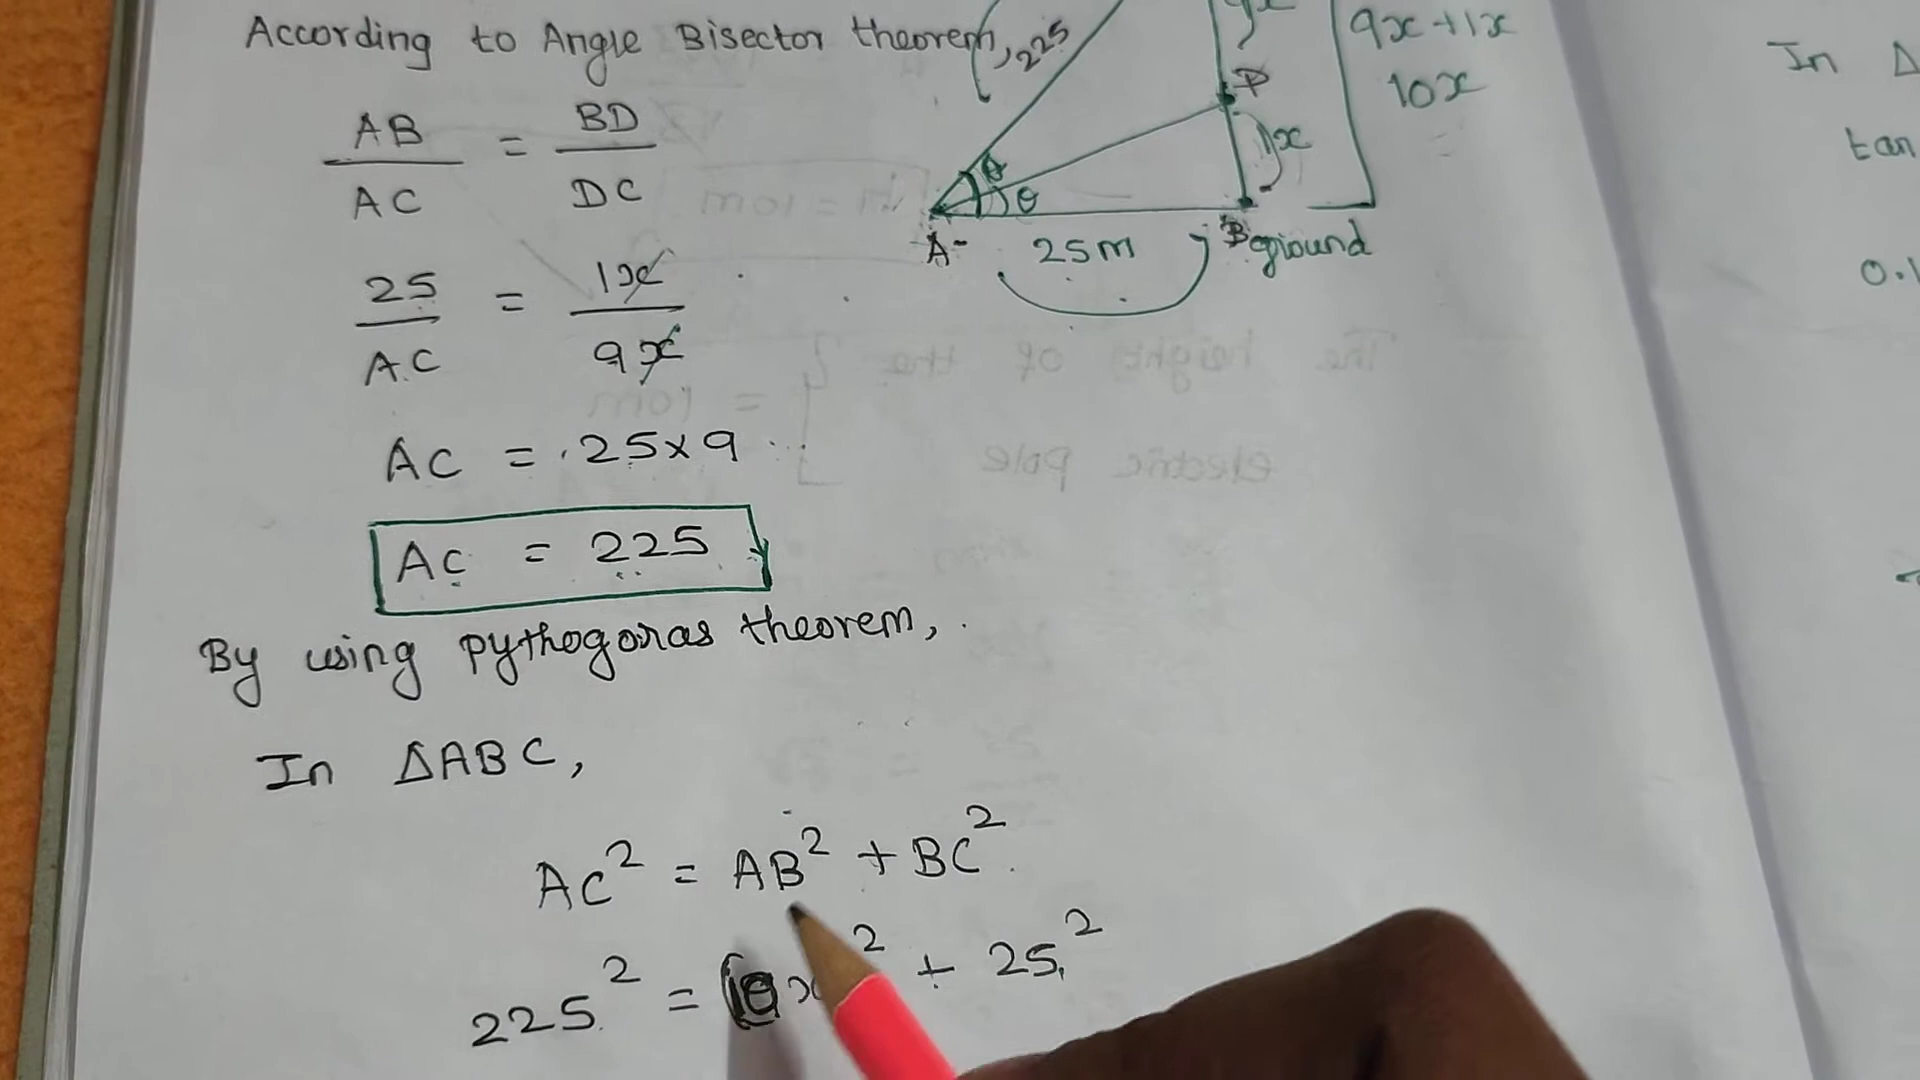 According to Angle Bisector theorem,
AB/AC = BD/DC
25/AC = 1x/9x
AC = 25×9
AC = 225
By using pythogoras theorem,
In ΔABC,
AC² = AB² + BC²
225² = 10x² + 25²
225
θ
θ
A
25m
B ground
D
1x
9x+1x
10x
In Δ
tan